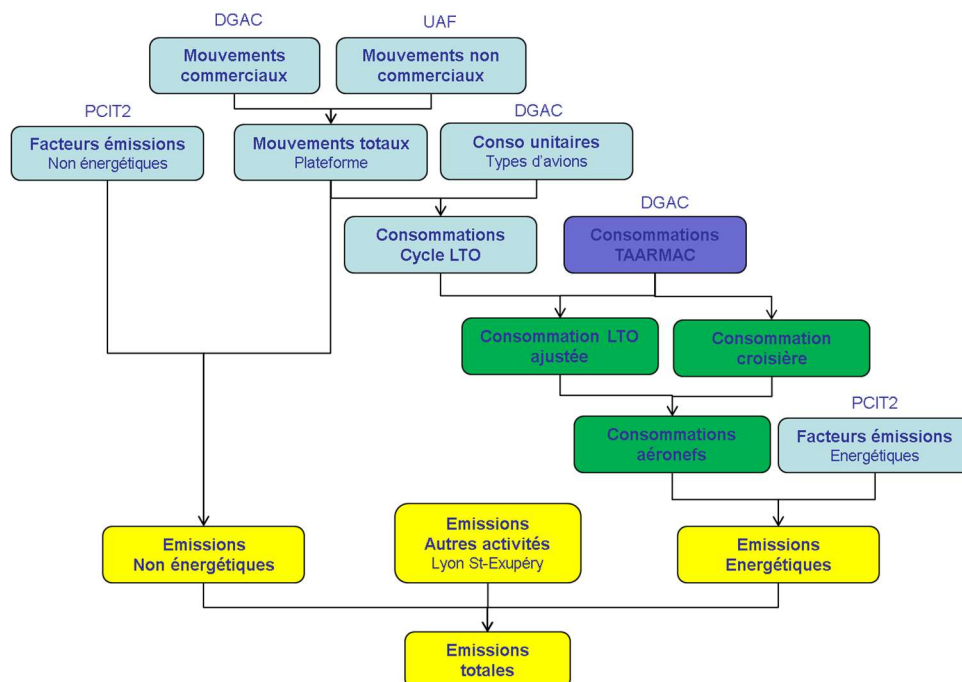 DGAC
UAF
Mouvements
commerciaux
Mouvements non
commerciaux
PCIT2
DGAC
Facteurs émissions
Non énergétiques
Mouvements totaux
Plateforme
Conso unitaires
Types d'avions
DGAC
Consommations
Cycle LTO
Consommations
TAARMAC
Consommation LTO
ajustée
Consommation
croisière
PCIT2
Consommations
aéronefs
Facteurs émissions
Energétiques
Emissions
Non énergétiques
Emissions
Autres activités
Lyon St-Exupéry
Emissions
Energétiques
Emissions
totales